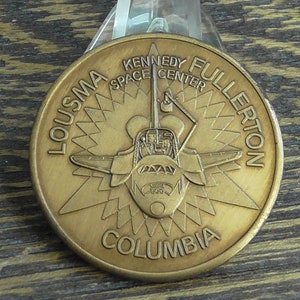 LOUSMA
FULLERTON
KENNEDY
SPACE CENTER
COLUMBIA